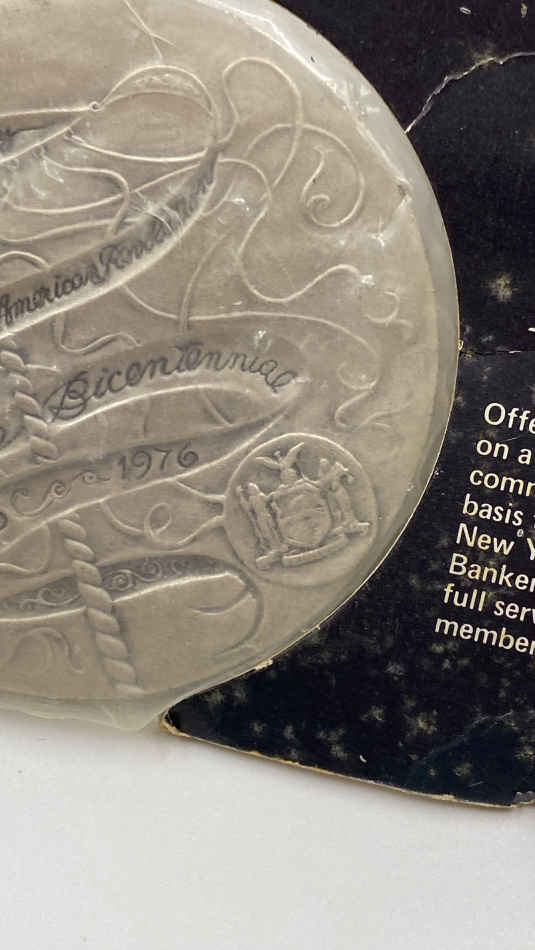 American Revolution
Bicentennial
1976
Offe
on a
comm
basis
New Y
Banker
full serv
member